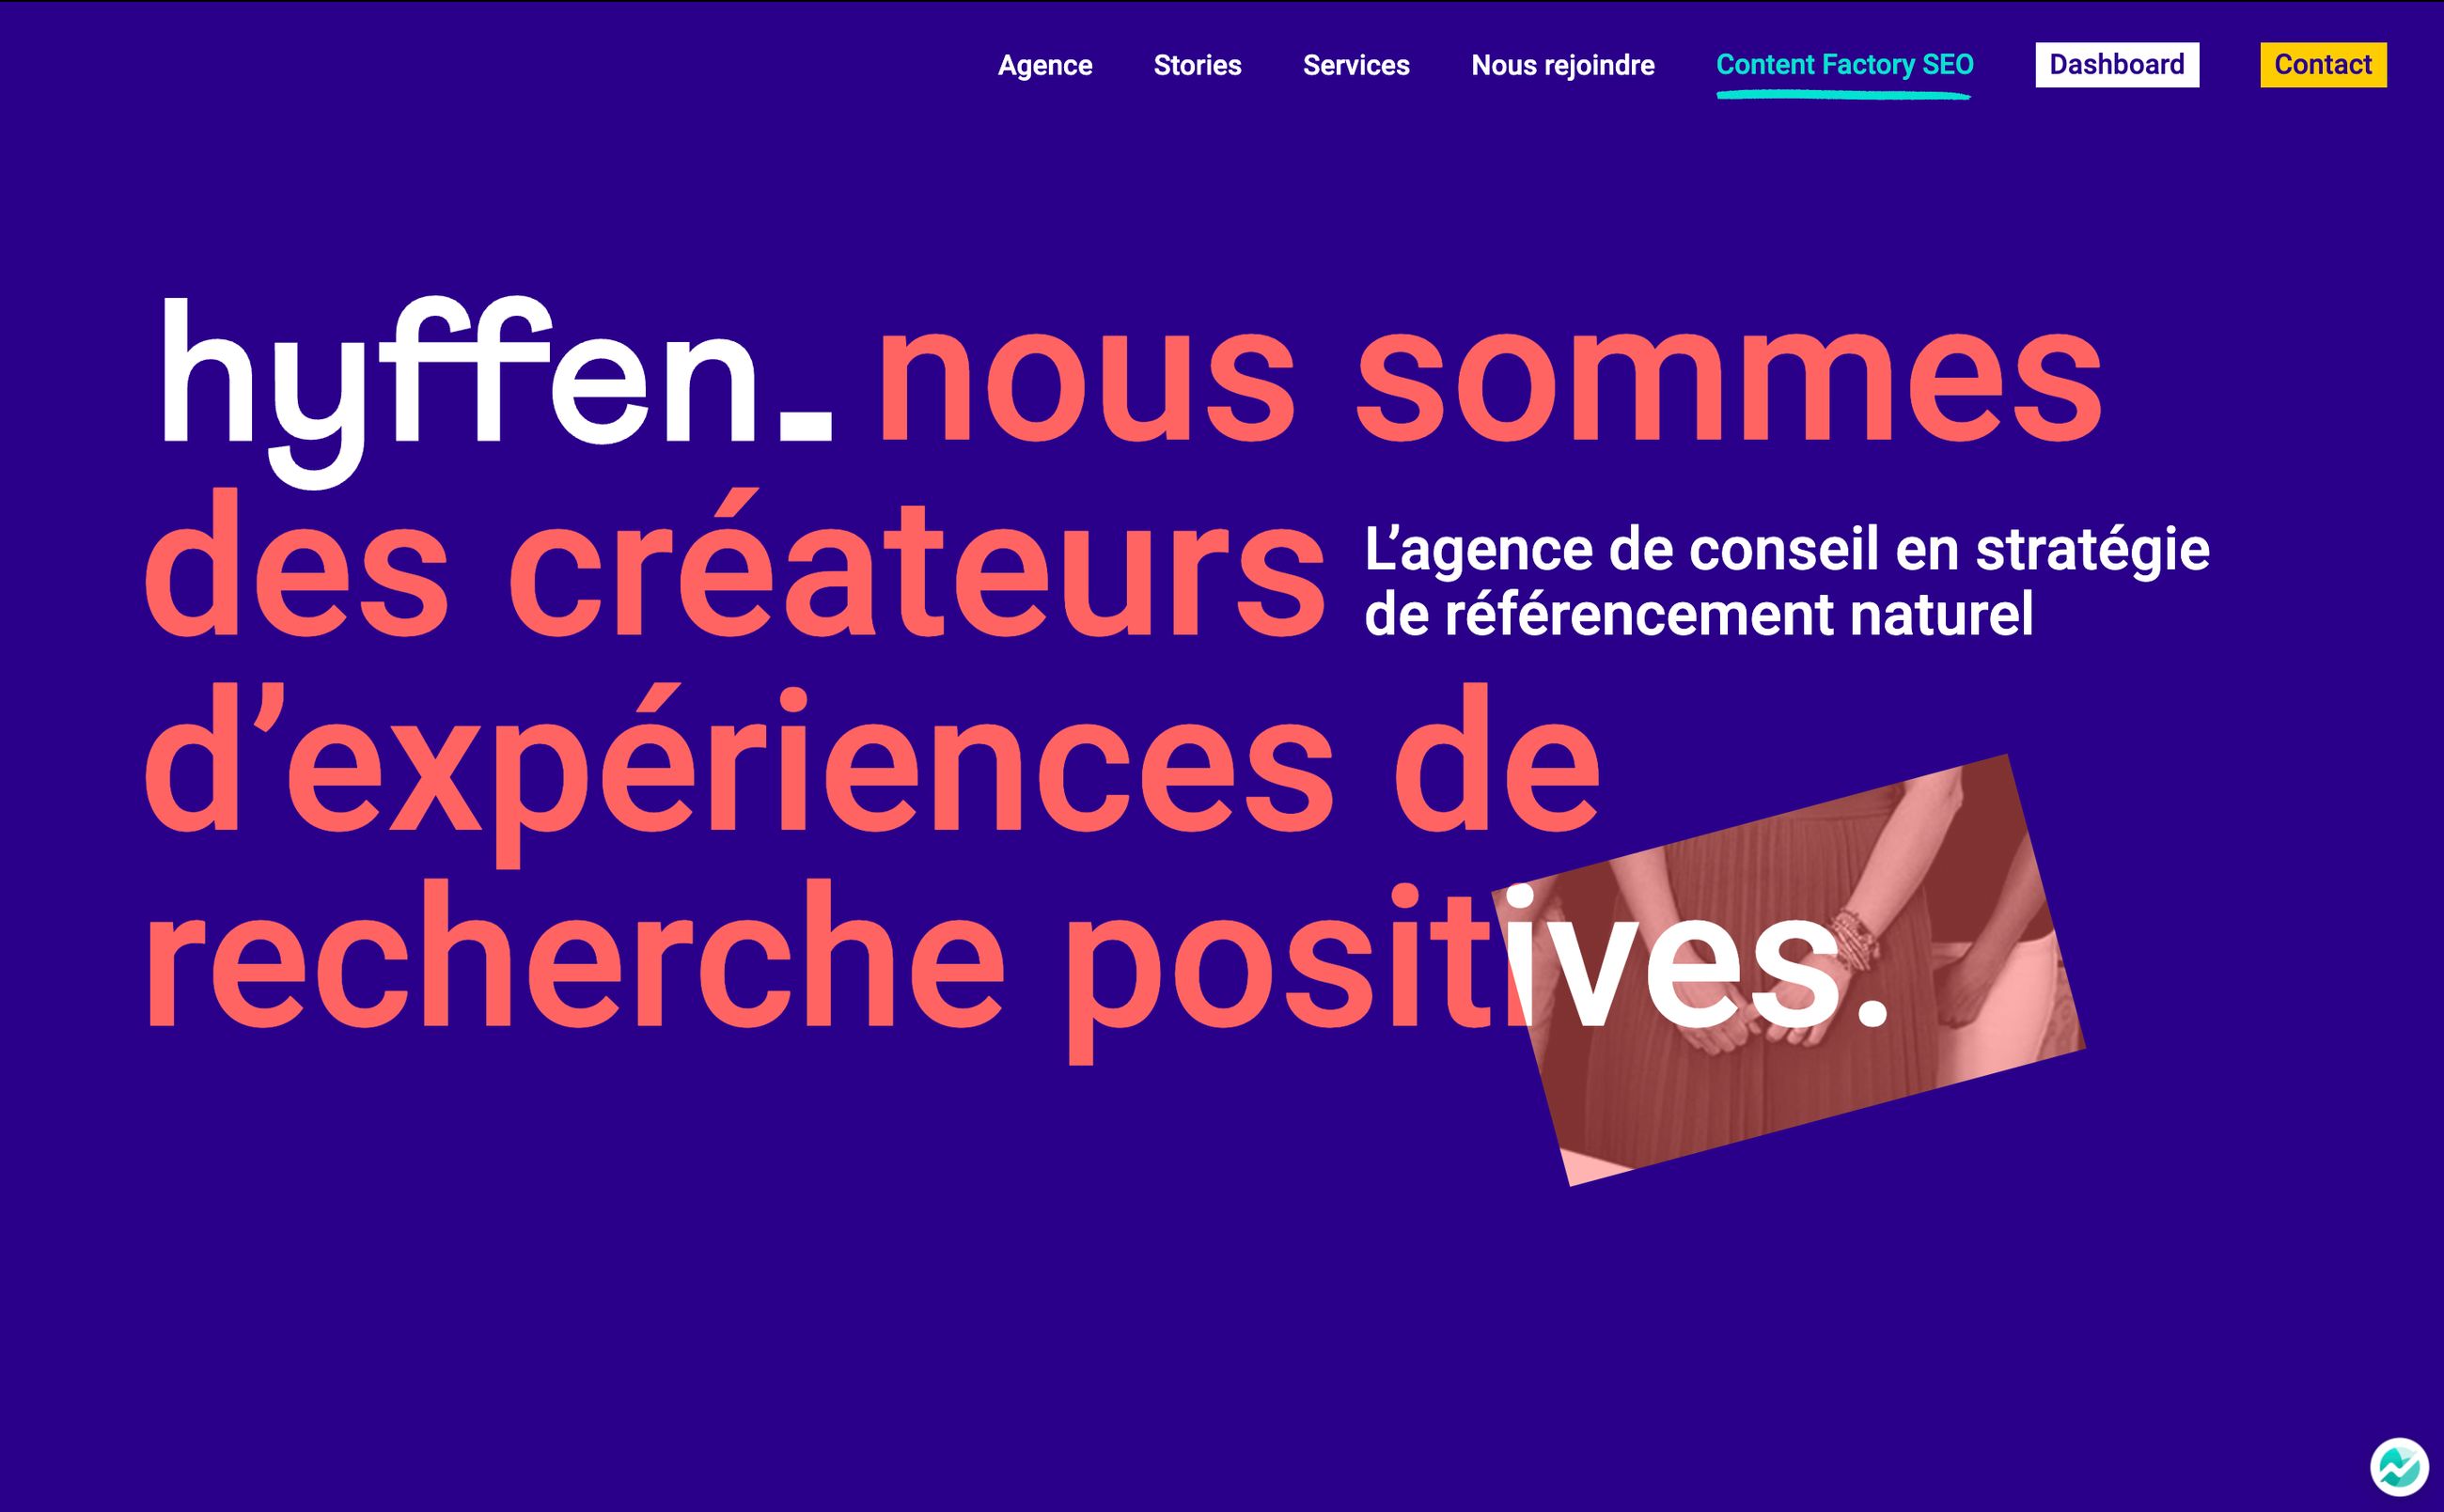 Agence Stories Services Nous rejoindre Content Factory SEO Dashboard Contact
hyffen. nous sommes
des créateurs
L’agence de conseil en stratégie
de référencement naturel
d’expériences de
recherche positives.